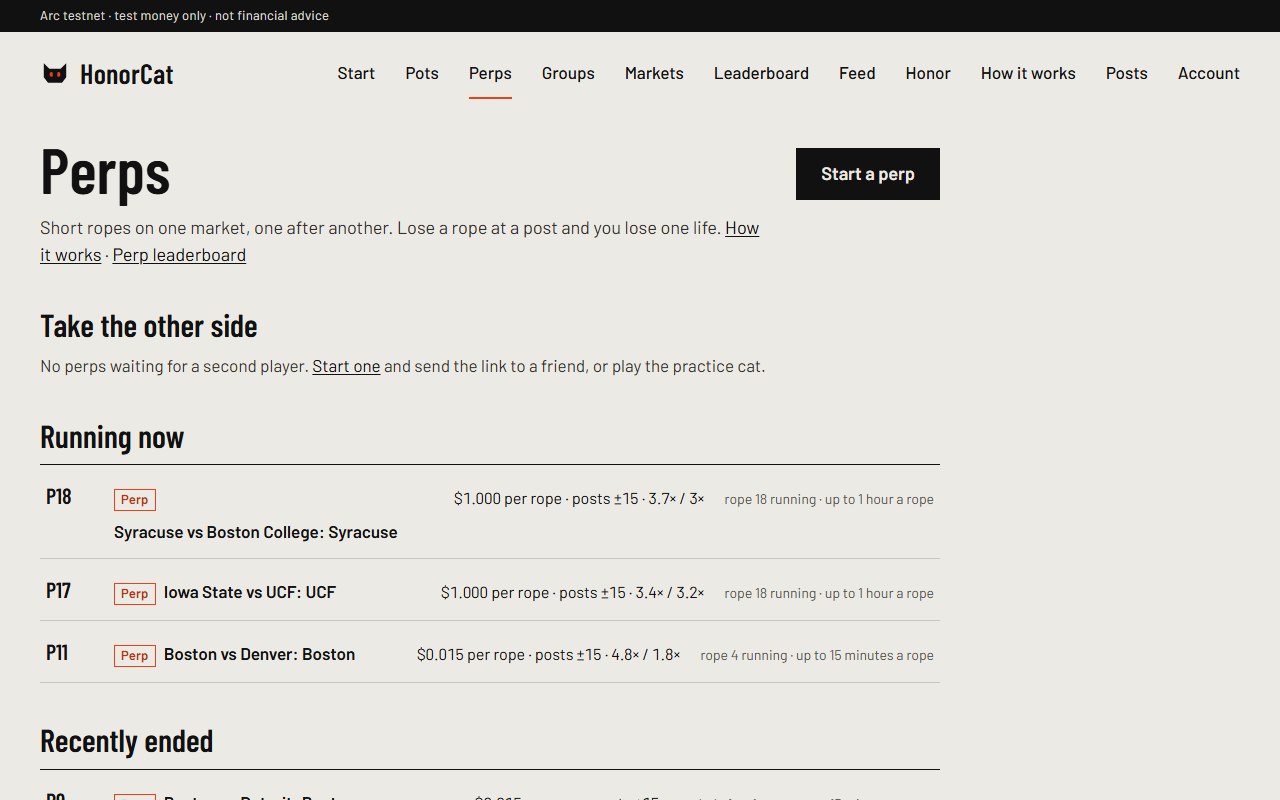 Arc testnet · test money only · not financial advice
HonorCat
Start Pots Perps Groups Markets Leaderboard Feed Honor How it works Posts Account
Perps
Start a perp
Short ropes on one market, one after another. Lose a rope at a post and you lose one life. How
it works · Perp leaderboard
Take the other side
No perps waiting for a second player. Start one and send the link to a friend, or play the practice cat.
Running now
P18 Perp $1.000 per rope · posts ±15 · 3.7× / 3× rope 18 running · up to 1 hour a rope
Syracuse vs Boston College: Syracuse
P17 Perp Iowa State vs UCF: UCF $1.000 per rope · posts ±15 · 3.4× / 3.2× rope 18 running · up to 1 hour a rope
P11 Perp Boston vs Denver: Boston $0.015 per rope · posts ±15 · 4.8× / 1.8× rope 4 running · up to 15 minutes a rope
Recently ended